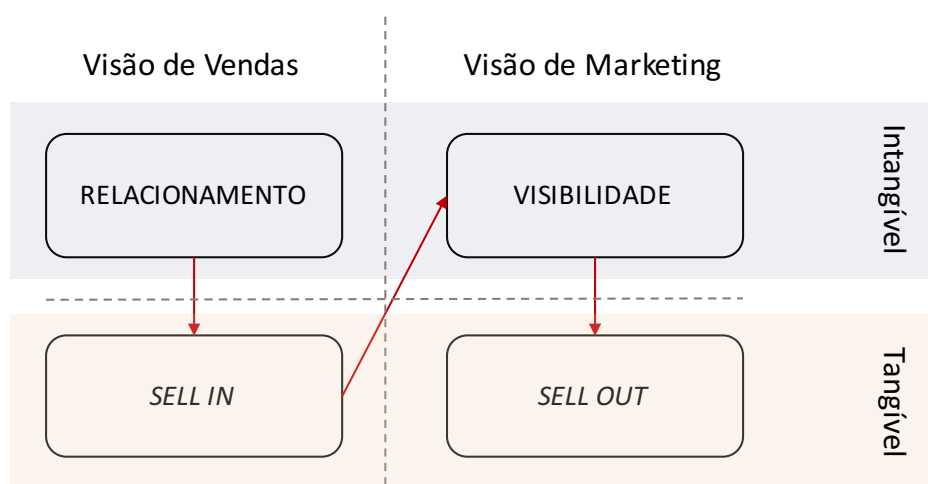 Visão de Vendas
Visão de Marketing
RELACIONAMENTO
VISIBILIDADE
Intangível
SELL IN
SELL OUT
Tangível